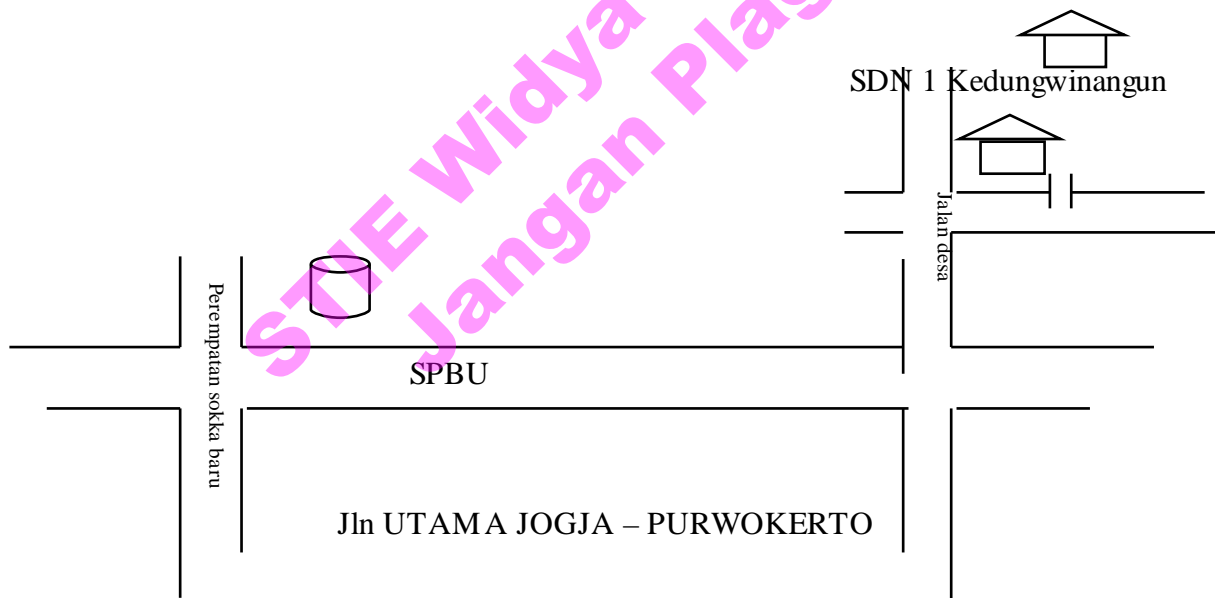 STIE Widya
Jangan Plag
SDN 1 Kedungwinangun
Jalan desa
Perempatan sokka baru
SPBU
Jln UTAMA JOGJA – PURWOKERTO